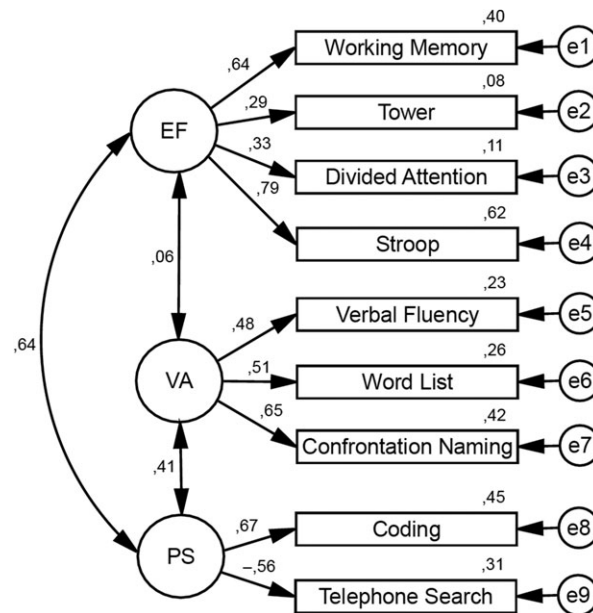 ,40
Working Memory
e1
,64
,08
,29
Tower
e2
EF
,33
,11
Divided Attention
e3
,79
,62
Stroop
e4
,06
,23
Verbal Fluency
e5
,48
,64
,26
VA
,51
Word List
e6
,65
,42
Confrontation Naming
e7
,41
,45
,67
Coding
e8
PS
–,56
,31
Telephone Search
e9